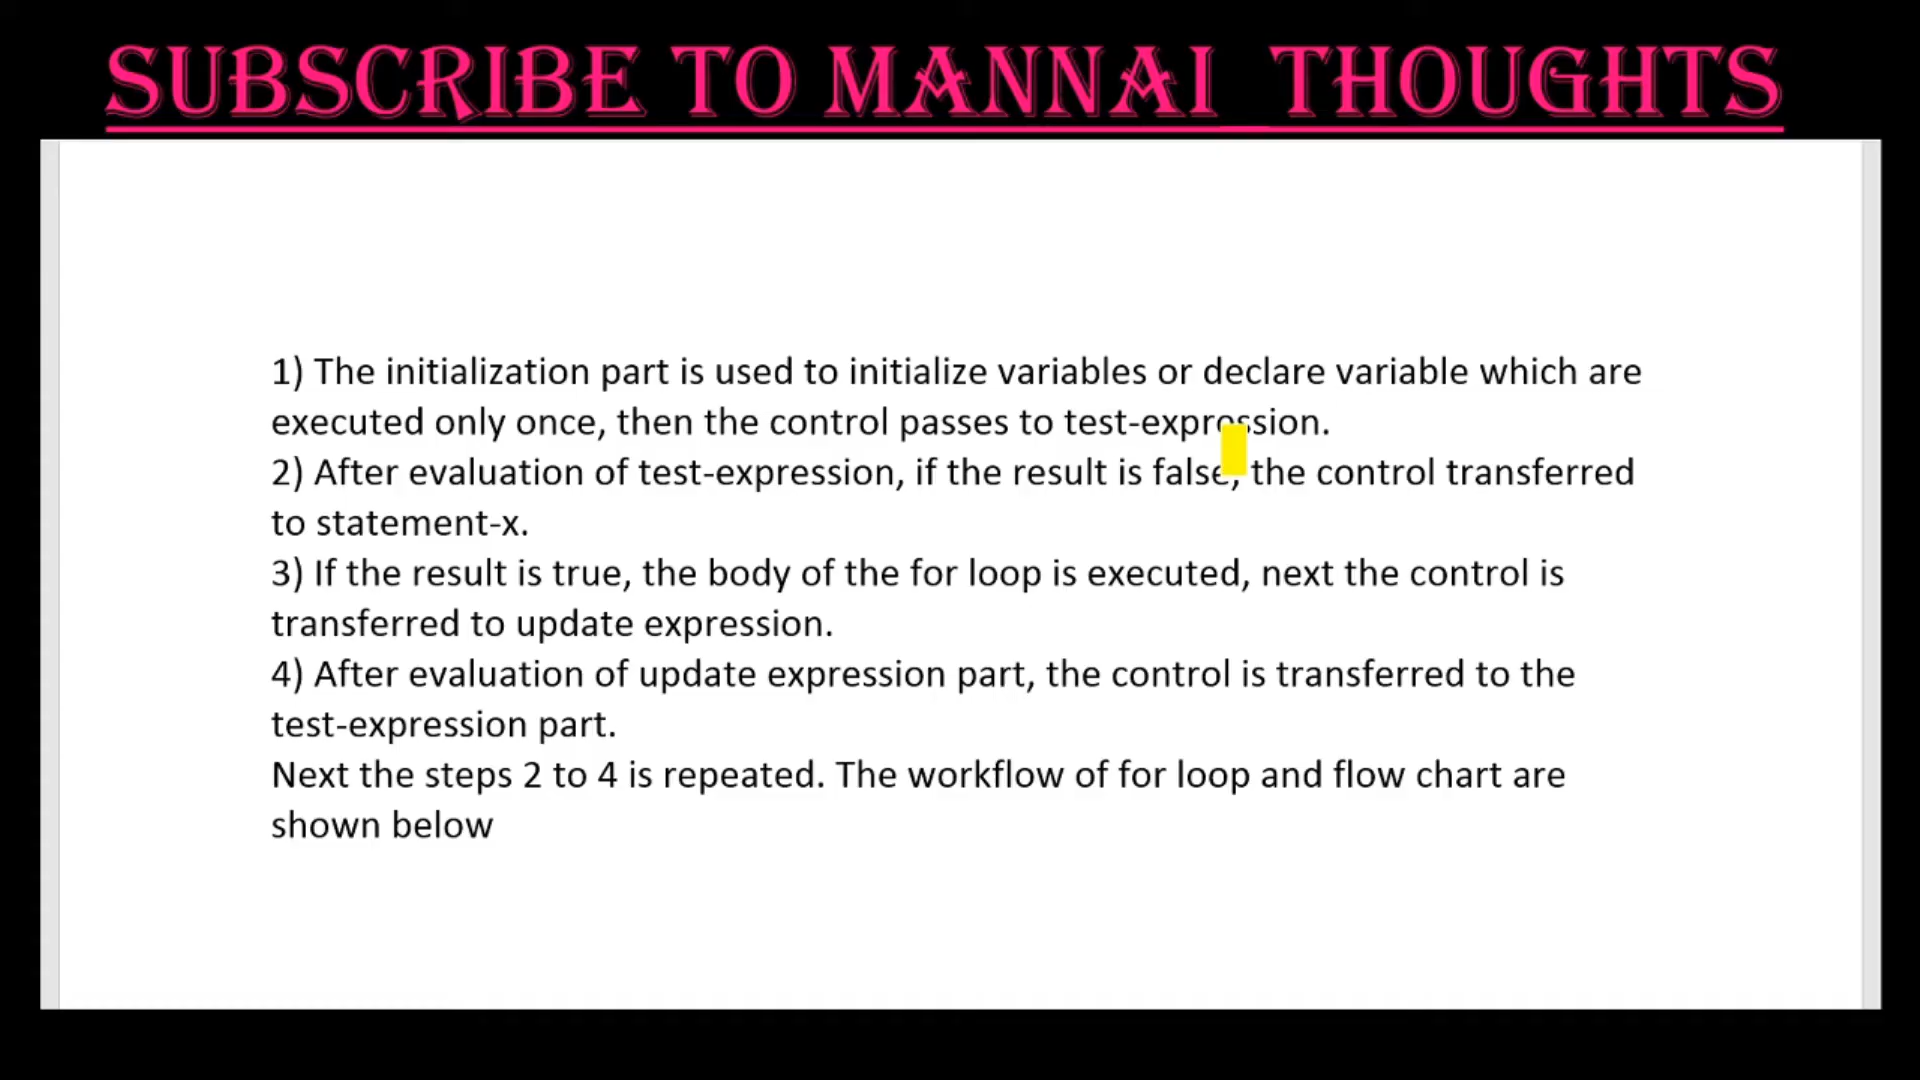 SUBSCRIBE TO MANNAI THOUGHTS
1) The initialization part is used to initialize variables or declare variable which are
executed only once, then the control passes to test-expression.
2) After evaluation of test-expression, if the result is false, the control transferred
to statement-x.
3) If the result is true, the body of the for loop is executed, next the control is
transferred to update expression.
4) After evaluation of update expression part, the control is transferred to the
test-expression part.
Next the steps 2 to 4 is repeated. The workflow of for loop and flow chart are
shown below